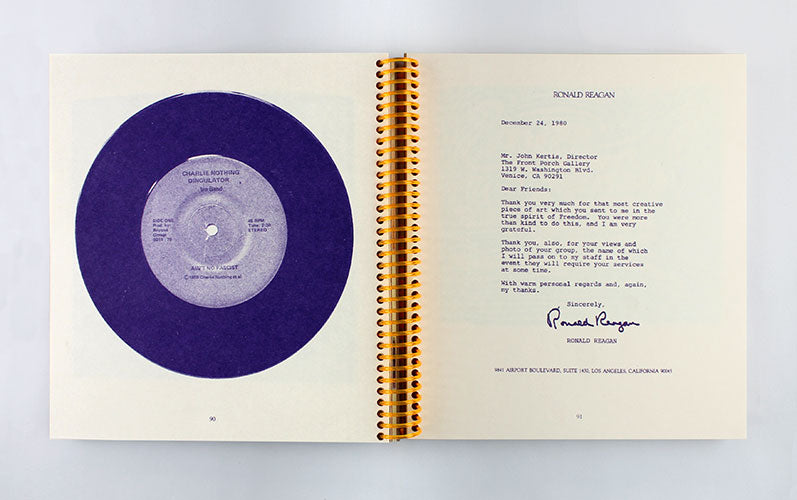 CHARLIE NOTHING
DINGULATOR
SIDE ONE
45 RPM
STEREO
AIN'T NO FASCIST
90
RONALD REAGAN
December 24, 1980
Mr. John Kertis, Director
The Front Porch Gallery
1319 W. Washington Blvd.
Venice, CA 90291
Dear Friends:
Thank you very much for that most creative
piece of art which you sent to me in the
true spirit of Freedom. You were more
than kind to do this, and I am very
grateful.
Thank you, also, for your views and
photo of your group, the name of which
I will pass on to my staff in the
event they will require your services
at some time.
With warm personal regards and, again,
my thanks.
Sincerely,
Ronald Reagan
RONALD REAGAN
9841 AIRPORT BOULEVARD, SUITE 1430, LOS ANGELES, CALIFORNIA 90045
91